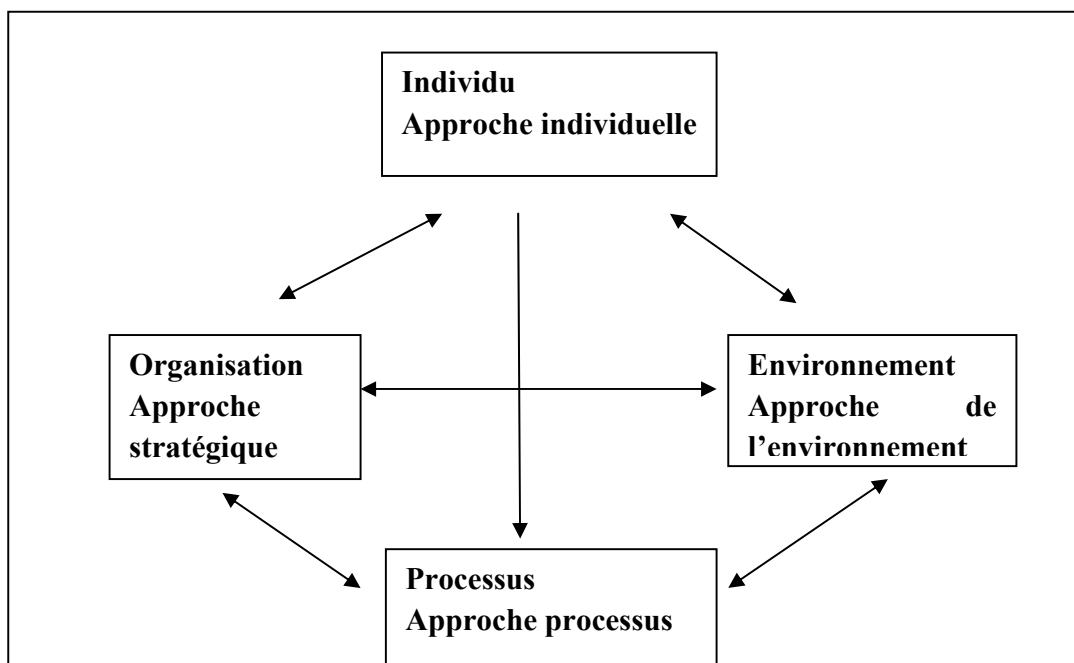 Individu
Approche individuelle
Organisation
Approche
stratégique
Environnement
Approche de
l’environnement
Processus
Approche processus